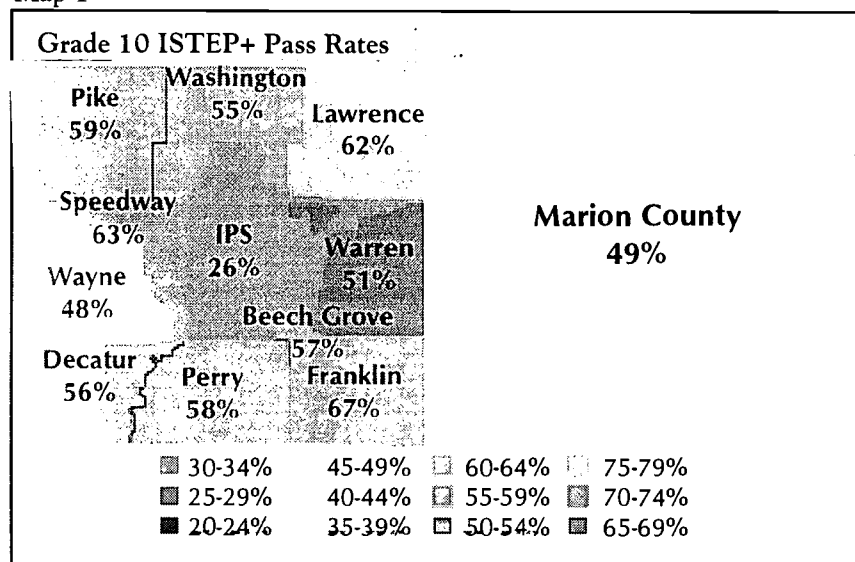 Grade 10 ISTEP+ Pass Rates
Washington
55%
Pike
59%
Lawrence
62%
Speedway
63%
IPS
26%
Warren
51%
Marion County
49%
Wayne
48%
Beech Grove
57%
Decatur
56%
Perry
58%
Franklin
67%
30-34% 45-49% 60-64% 75-79%
25-29% 40-44% 55-59% 70-74%
20-24% 35-39% 50-54% 65-69%